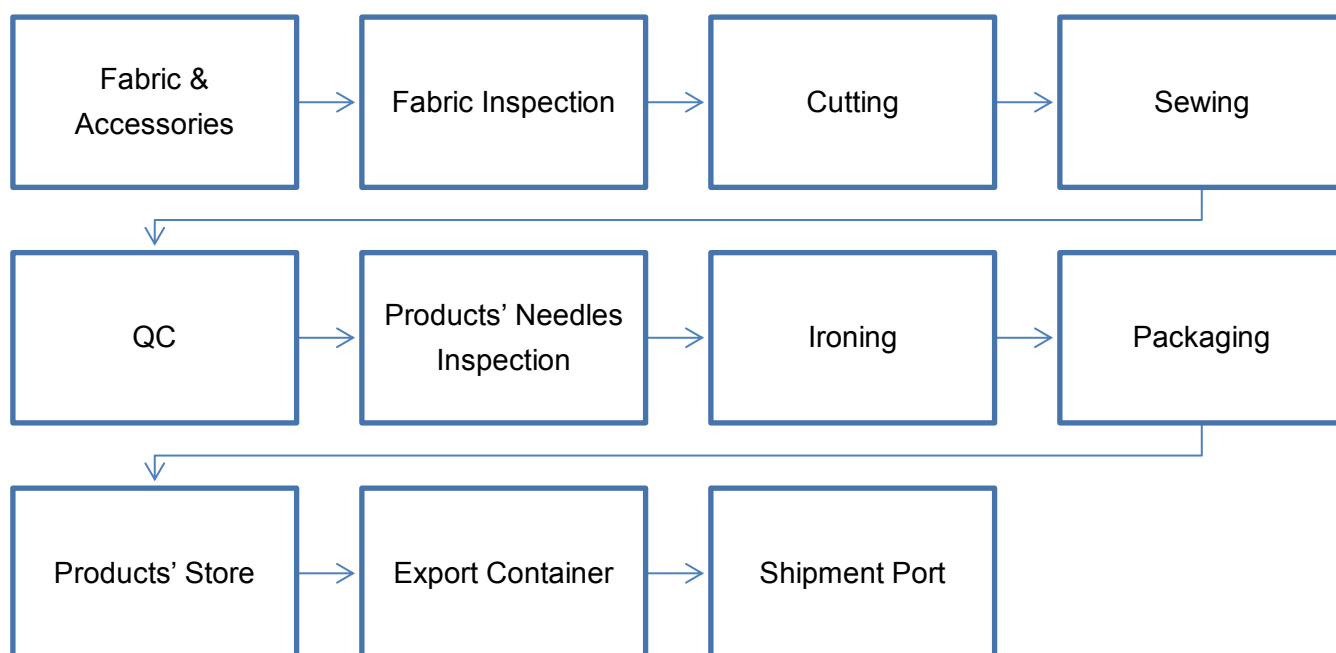 Fabric &
Accessories
Fabric Inspection
Cutting
Sewing
QC
Products’ Needles
Inspection
Ironing
Packaging
Products’ Store
Export Container
Shipment Port